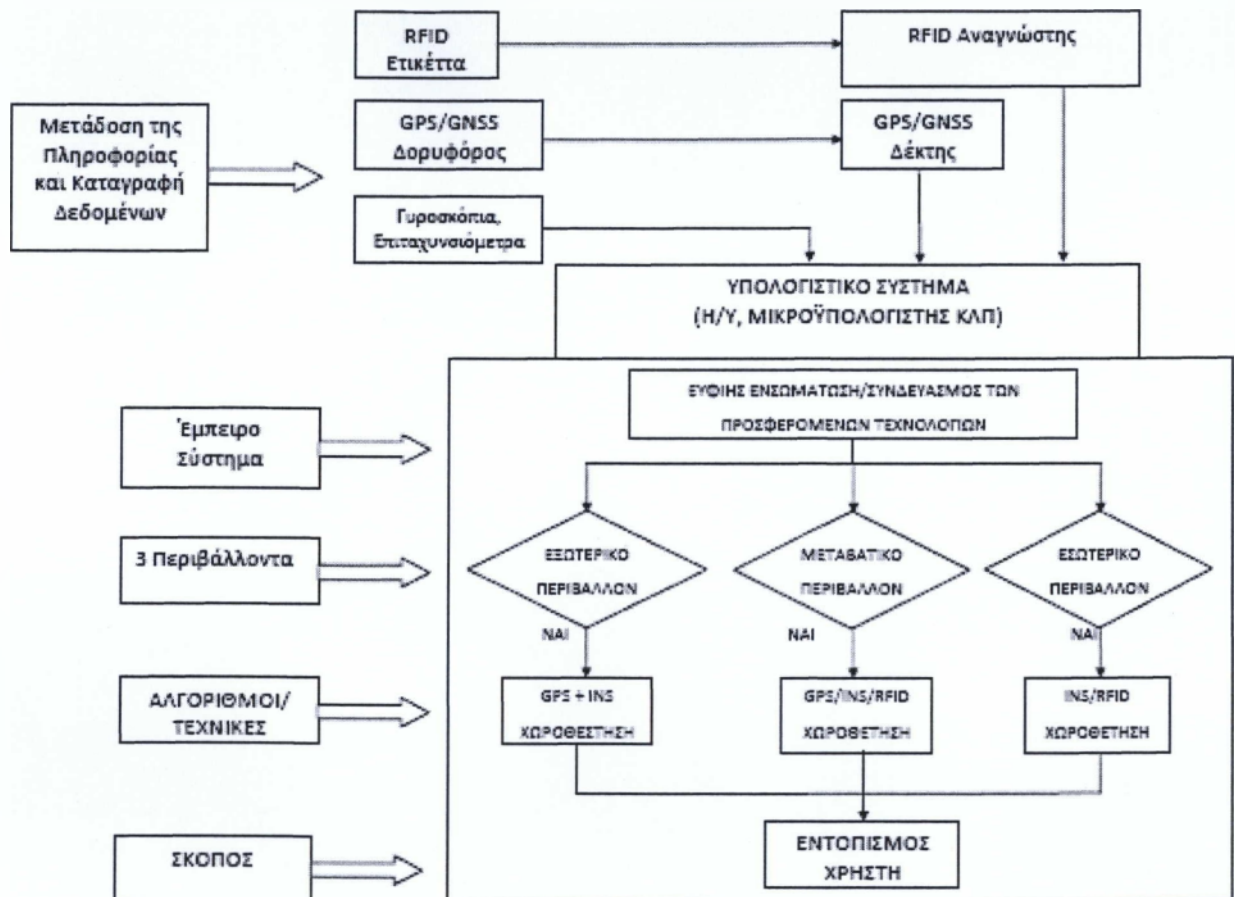 RFID
Ετικέττα
RFID Αναγνώστης
Μετάδοση της
Πληροφορίας
και Καταγραφή
Δεδομένων
GPS/GNSS
Δορυφόρος
GPS/GNSS
Δέκτης
Γυροσκόπια,
Επιταχυνσιόμετρα
ΥΠΟΛΟΓΙΣΤΙΚΟ ΣΥΣΤΗΜΑ
(Η/Υ, ΜΙΚΡΟΫΠΟΛΟΓΙΣΤΗΣ ΚΛΠ)
Έμπειρο
Σύστημα
ΕΥΦΙΗΣ ΕΝΣΩΜΑΤΩΣΗ/ΣΥΝΔΕΥΑΣΜΟΣ ΤΩΝ
ΠΡΟΣΦΕΡΟΜΕΝΩΝ ΤΕΧΝΟΛΟΓΙΩΝ
3 Περιβάλλοντα
ΕΞΩΤΕΡΙΚΟ
ΠΕΡΙΒΑΛΛΟΝ
ΜΕΤΑΒΑΤΙΚΟ
ΠΕΡΙΒΑΛΛΟΝ
ΕΣΩΤΕΡΙΚΟ
ΠΕΡΙΒΑΛΛΟΝ
ΝΑΙ
ΝΑΙ
ΝΑΙ
ΑΛΓΟΡΙΘΜΟΙ/
ΤΕΧΝΙΚΕΣ
GPS + INS
ΧΩΡΟΘΕΣΤΗΣΗ
GPS/INS/RFID
ΧΩΡΟΘΕΤΗΣΗ
INS/RFID
ΧΩΡΟΘΕΤΗΣΗ
ΣΚΟΠΟΣ
ΕΝΤΟΠΙΣΜΟΣ
ΧΡΗΣΤΗ